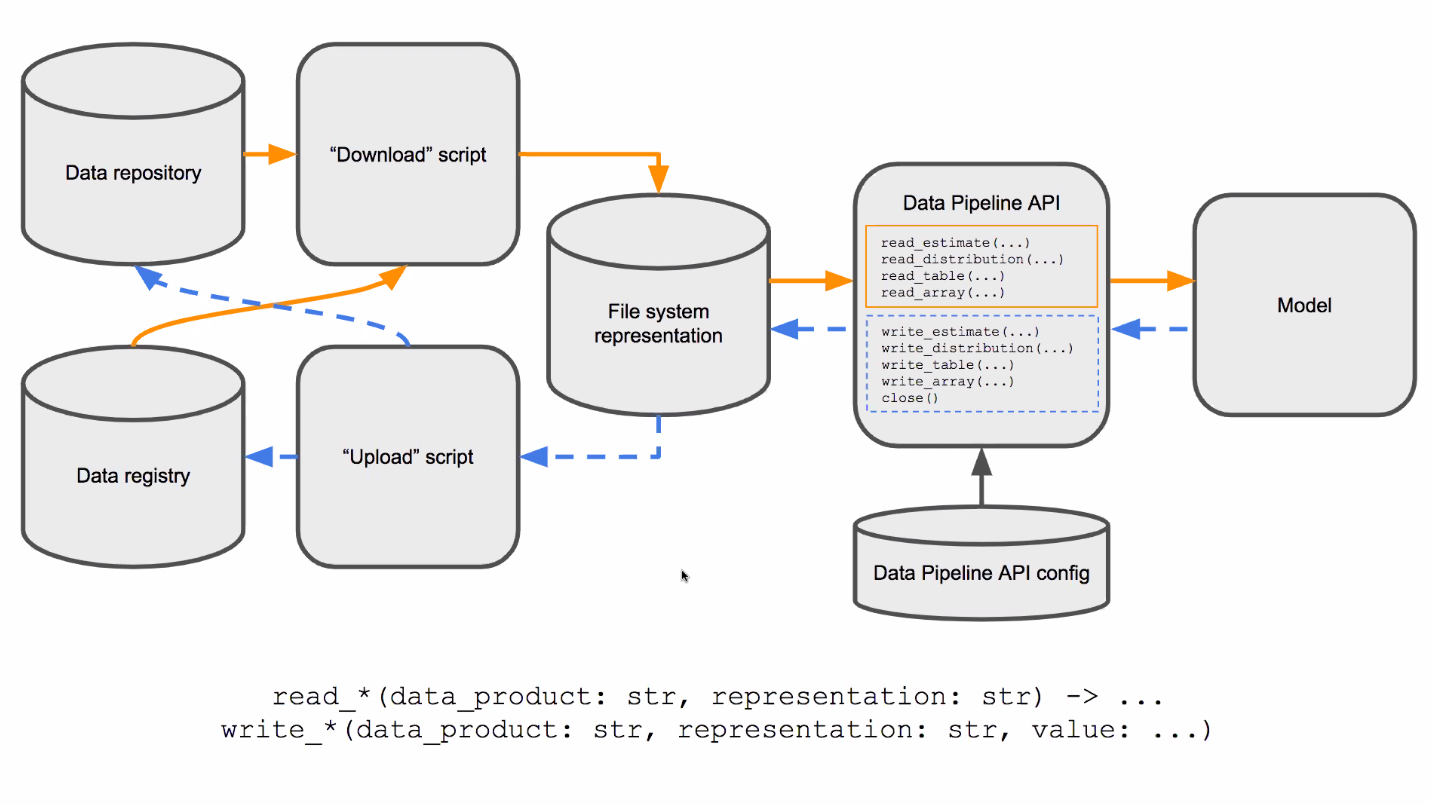 Data repository
“Download” script
Data registry
“Upload” script
File system
representation
Data Pipeline API
read_estimate(...)
read_distribution(...)
read_table(...)
read_array(...)
write_estimate(...)
write_distribution(...)
write_table(...)
write_array(...)
close()
Model
Data Pipeline API config
read_*(data_product: str, representation: str) -> ...
write_*(data_product: str, representation: str, value: ...)